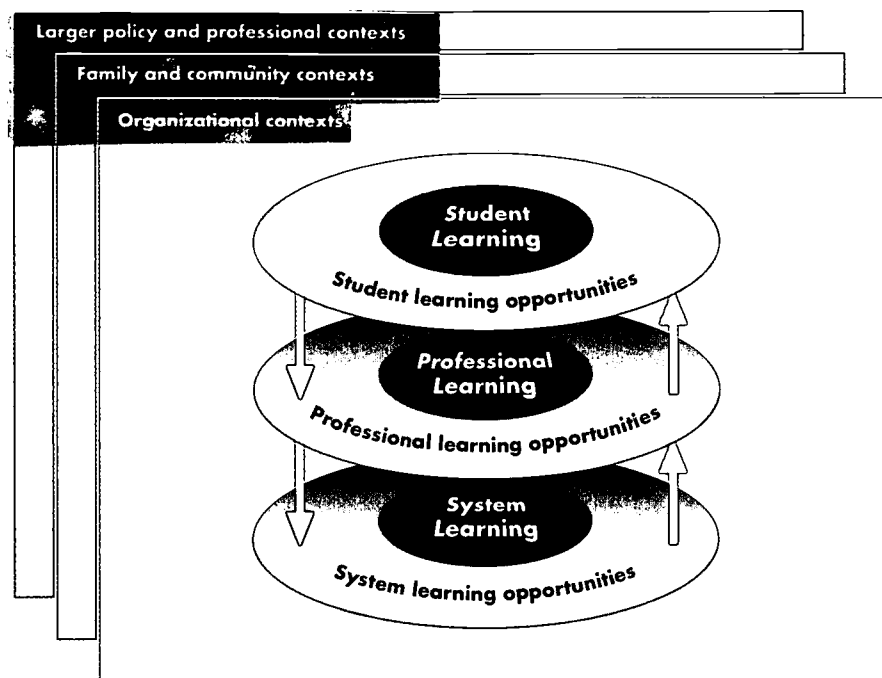 Larger policy and professional contexts
Family and community contexts
Organizational contexts
Student
Learning
Student learning opportunities
Professional
Learning
Professional learning opportunities
System
Learning
System learning opportunities